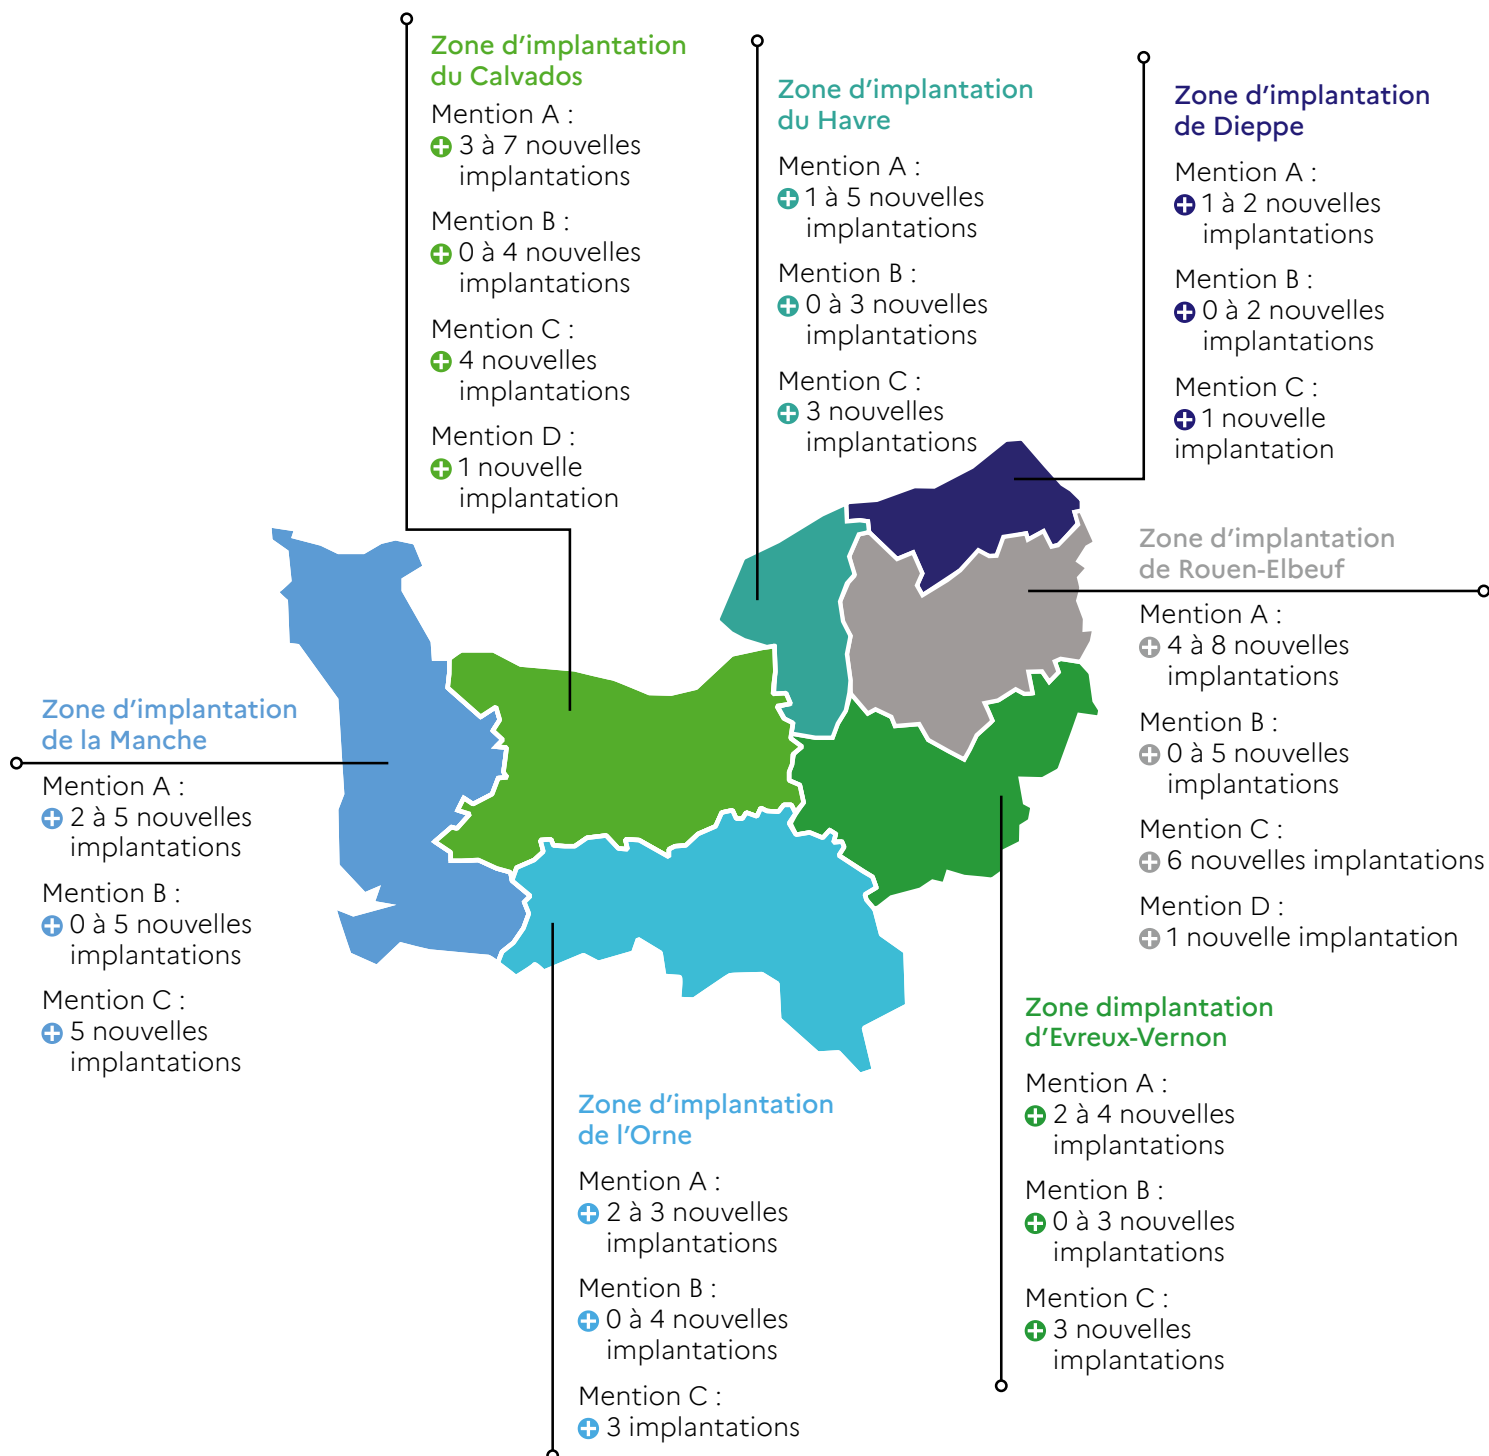 Zone d’implantation
du Calvados
Mention A :
3 à 7 nouvelles
implantations
Mention B :
0 à 4 nouvelles
implantations
Mention C :
4 nouvelles
implantations
Mention D :
1 nouvelle
implantation
Zone d’implantation
du Havre
Mention A :
1 à 5 nouvelles
implantations
Mention B :
0 à 3 nouvelles
implantations
Mention C :
3 nouvelles
implantations
Zone d’implantation
de Dieppe
Mention A :
1 à 2 nouvelles
implantations
Mention B :
0 à 2 nouvelles
implantations
Mention C :
1 nouvelle
implantation
Zone d’implantation
de Rouen-Elbeuf
Mention A :
4 à 8 nouvelles
implantations
Mention B :
0 à 5 nouvelles
implantations
Mention C :
6 nouvelles implantations
Mention D :
1 nouvelle implantation
Zone d’implantation
de la Manche
Mention A :
2 à 5 nouvelles
implantations
Mention B :
0 à 5 nouvelles
implantations
Mention C :
5 nouvelles
implantations
Zone dimplantation
d’Evreux-Vernon
Mention A :
2 à 4 nouvelles
implantations
Mention B :
0 à 3 nouvelles
implantations
Mention C :
3 nouvelles
implantations
Zone d’implantation
de l’Orne
Mention A :
2 à 3 nouvelles
implantations
Mention B :
0 à 4 nouvelles
implantations
Mention C :
3 implantations